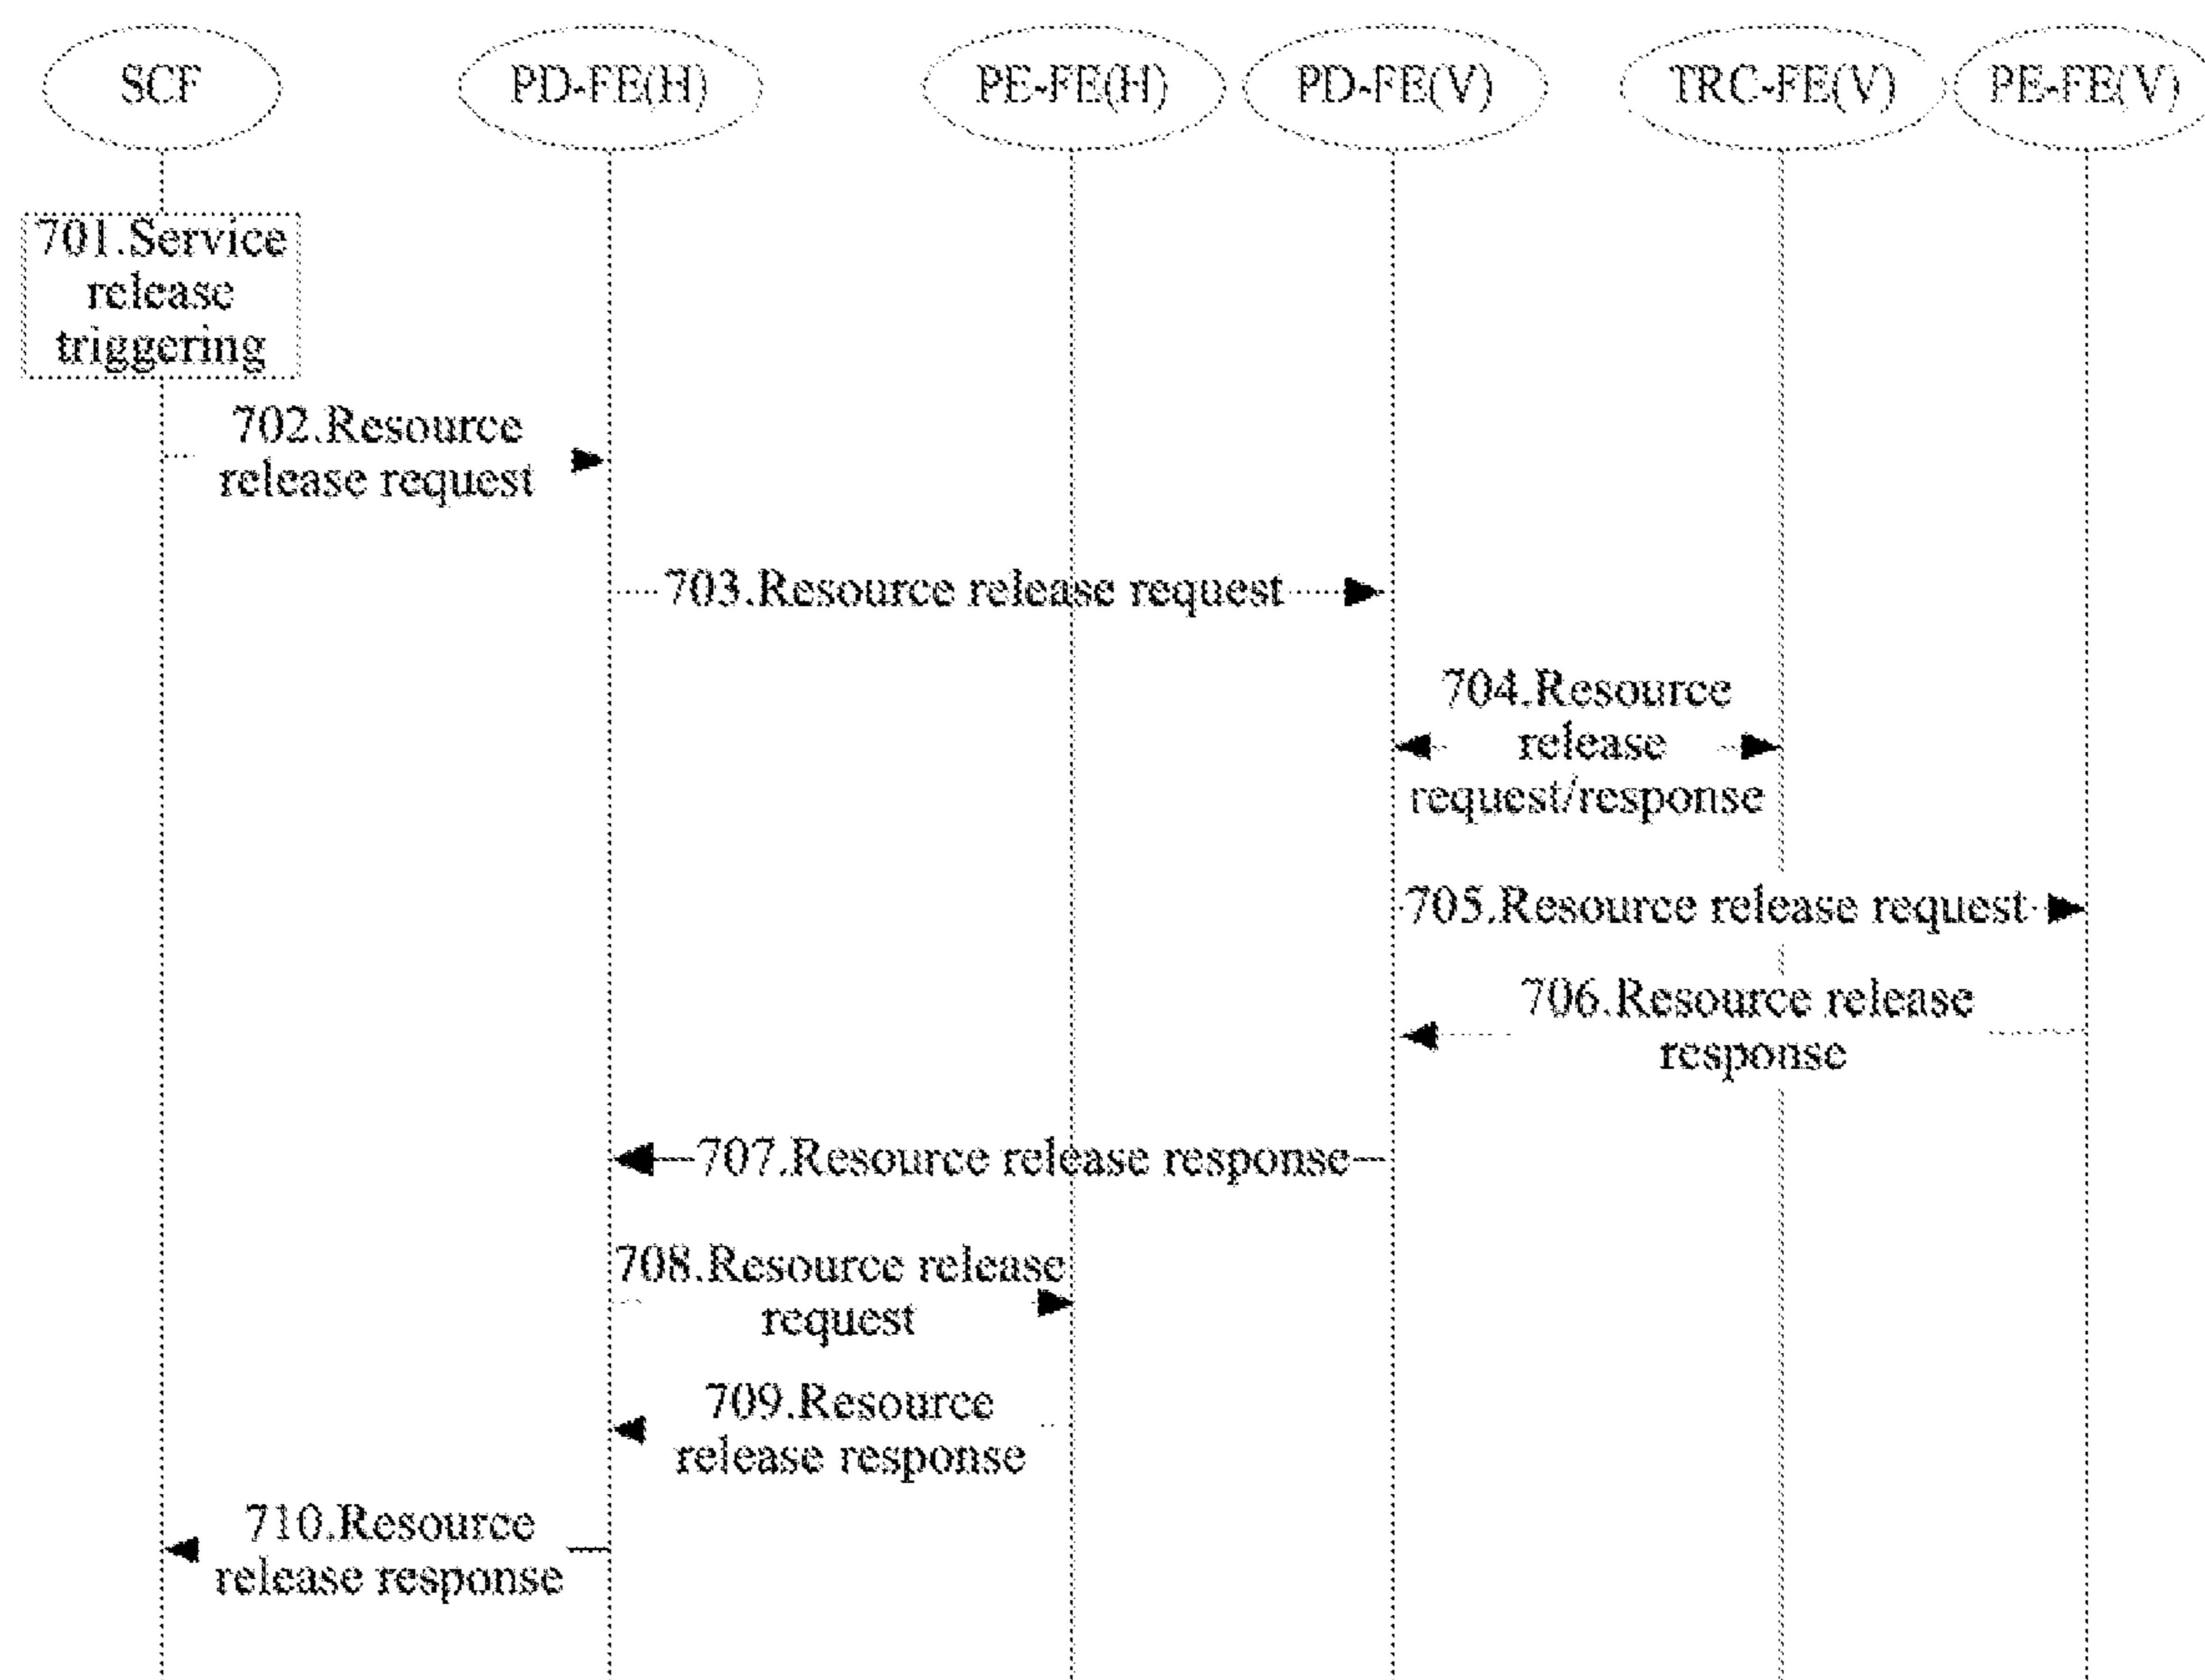 SCF
PD-FE(H)
PE-FE(H)
PD-FE(V)
TRC-FE(V)
PE-FE(V)
701.Service
release
triggering
702.Resource
release request
703.Resource release request
704.Resource
release
request/response
705.Resource release request
706.Resource release
response
707.Resource release response
708.Resource release
request
709.Resource
release response
710.Resource
release response